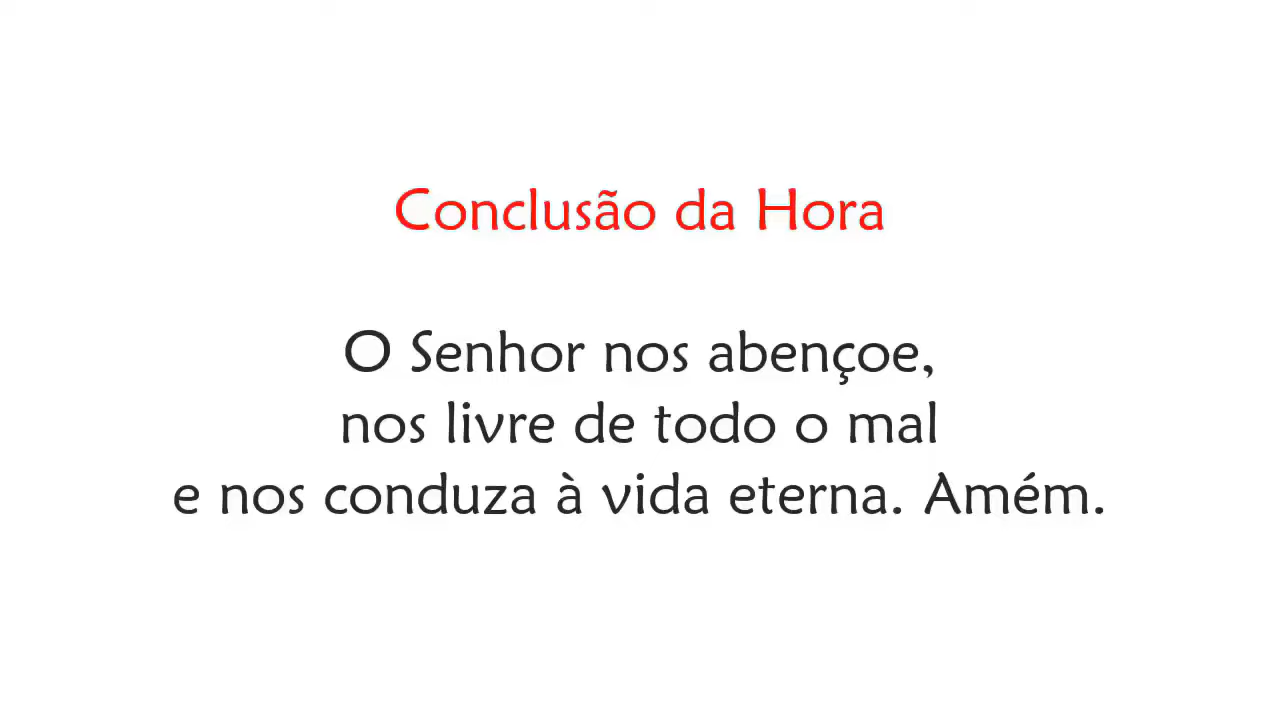 Conclusão da Hora
O Senhor nos abençoe,
nos livre de todo o mal
e nos conduza à vida eterna. Amém.